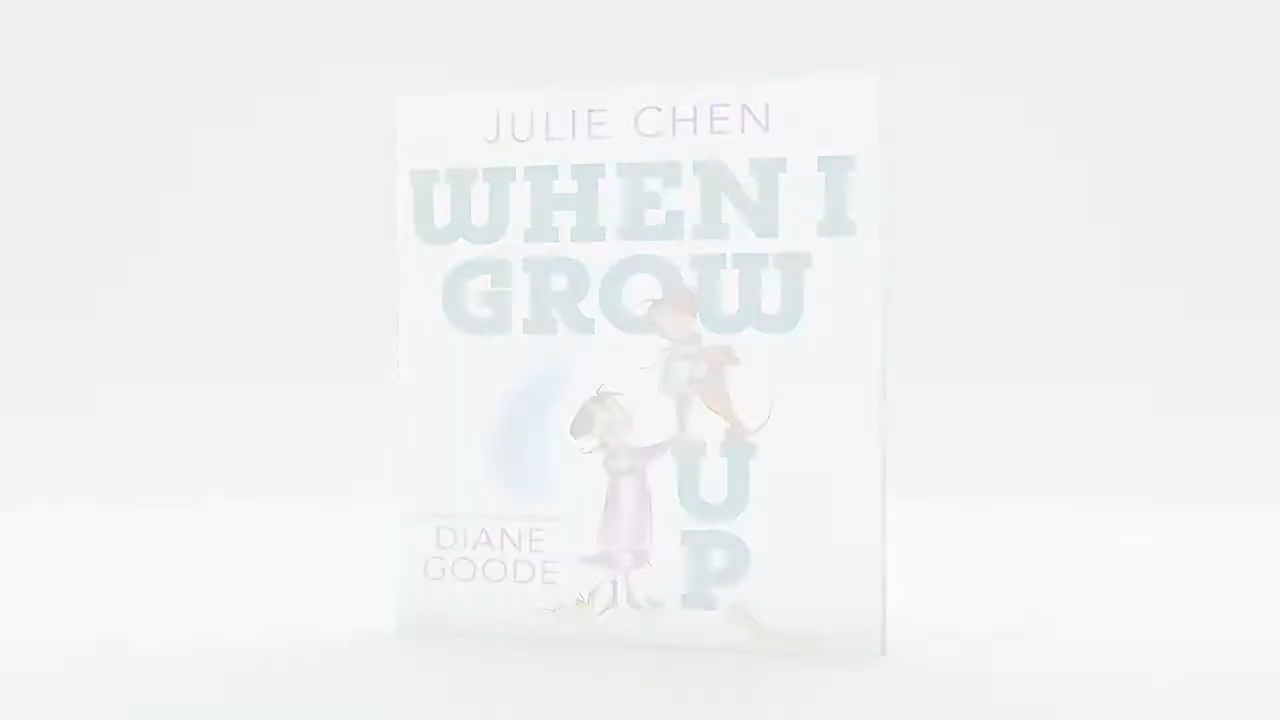 JULIE CHEN
WHEN I
GROW
UP
DIANE
GOODE